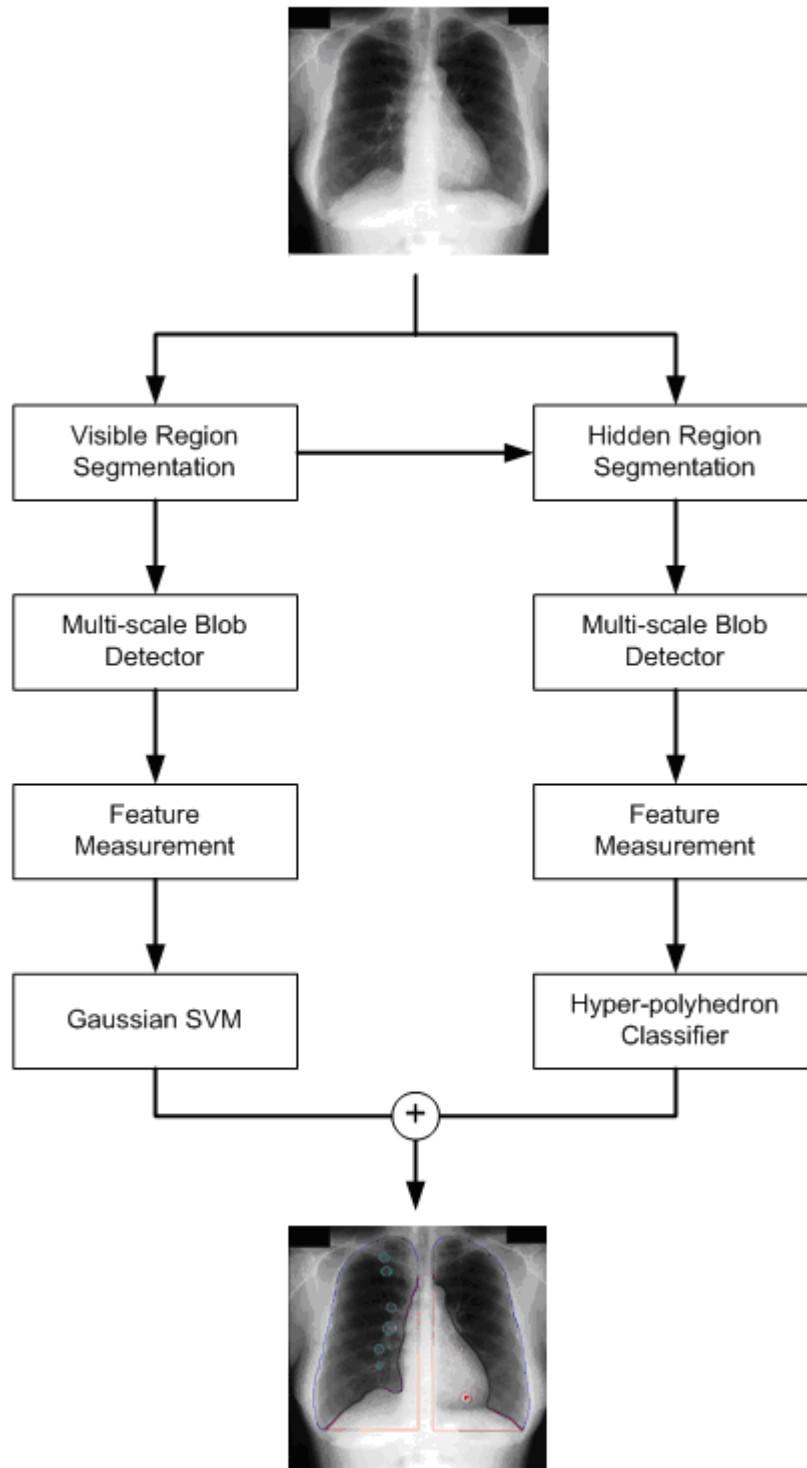 Visible Region
Segmentation
Hidden Region
Segmentation
Multi-scale Blob
Detector
Multi-scale Blob
Detector
Feature
Measurement
Feature
Measurement
Gaussian SVM
Hyper-polyhedron
Classifier
+